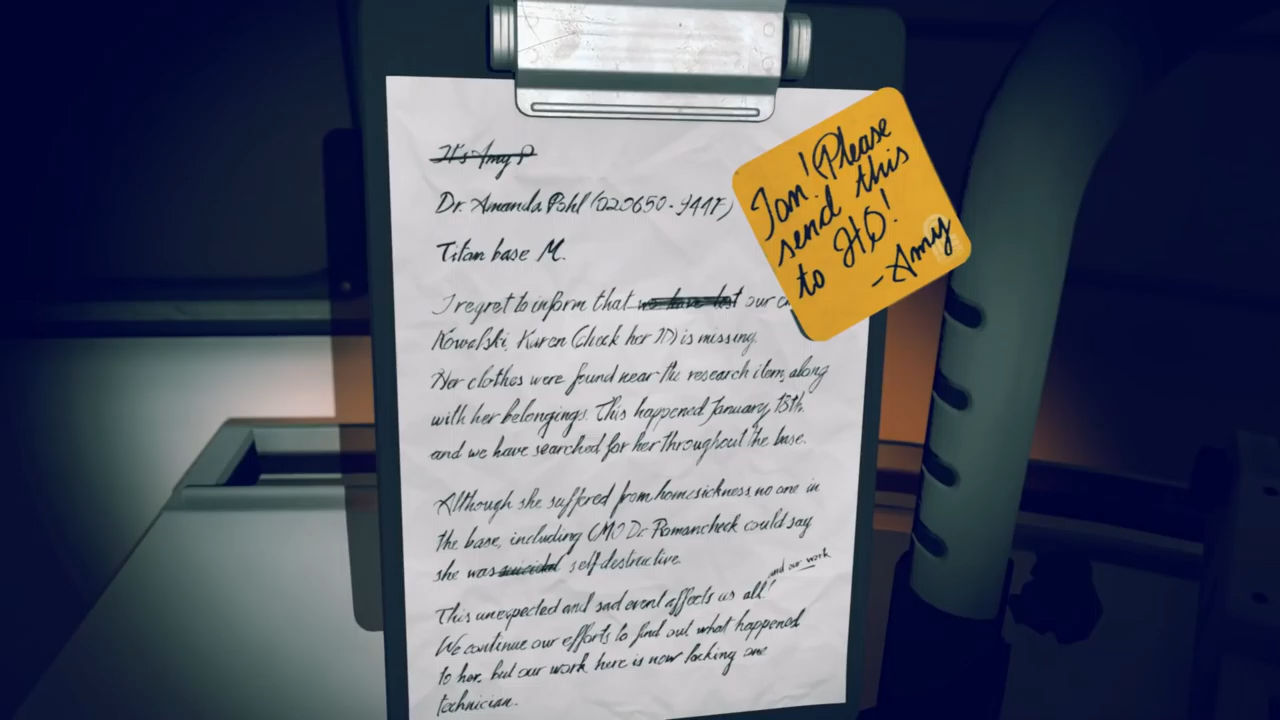 It's Amy P
Dr. Amanda Pohl (020650-944F)
Titan base M.
I regret to inform that we have lost our
Kowalski, Karen (check her ID) is missing.
Her clothes were found near the research item, along
with her belongings. This happened January, 13th.
and we have searched for her throughout the base.
Although she suffered from homesickness, no one in
the base, including CMO Dr. Romancheck could say
she was suicidal self-destructive.
This unexpected and sad event affects us all! and our work
We continue our efforts to find out what happened
to her, but our work here is now lacking one
technician.
Ian! Please
send this
to HQ!
- Amy